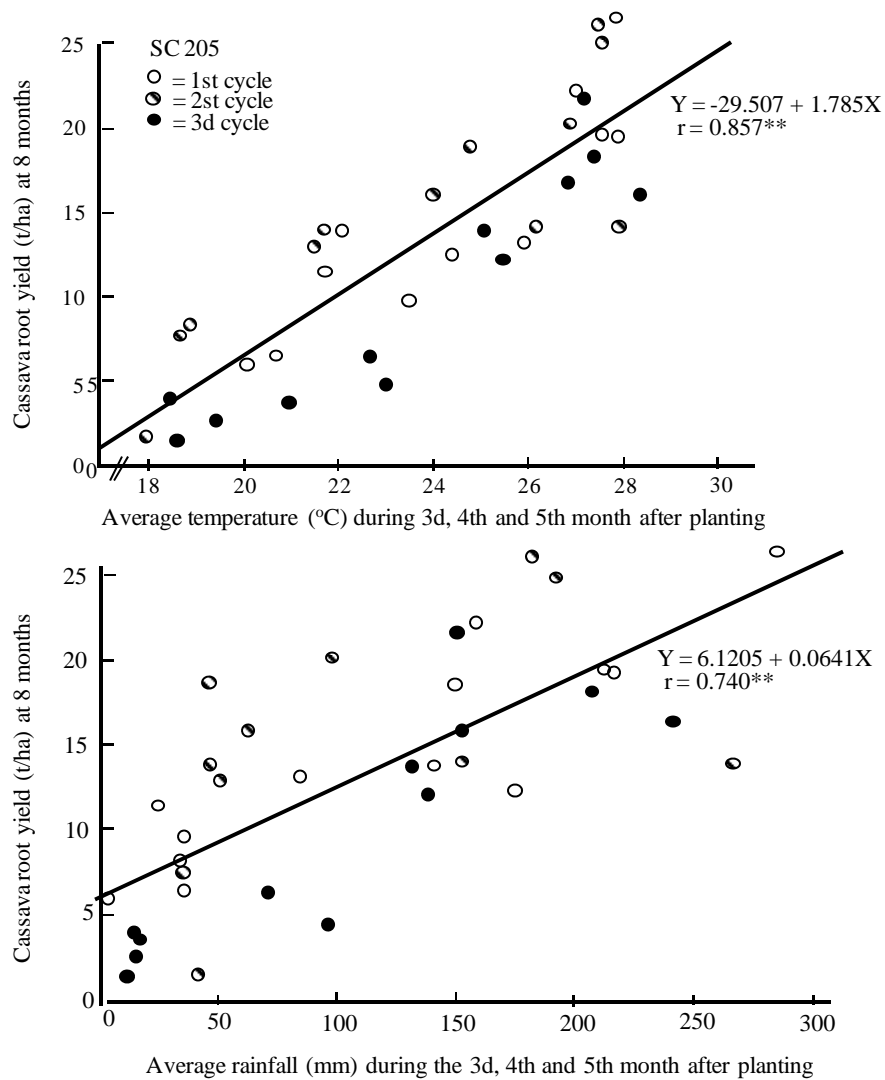 25
SC 205
= 1st cycle
= 2st cycle
= 3d cycle
Y = -29.507 + 1.785X
r = 0.857**
20
15
10
55
00
18 20 22 24 26 28 30
Cassava root yield (t/ha) at 8 months
Average temperature (°C) during 3d, 4th and 5th month after planting
25
20
Y = 6.1205 + 0.0641X
r = 0.740**
15
10
5
0
0 50 100 150 200 250 300
Cassava root yield (t/ha) at 8 months
Average rainfall (mm) during the 3d, 4th and 5th month after planting